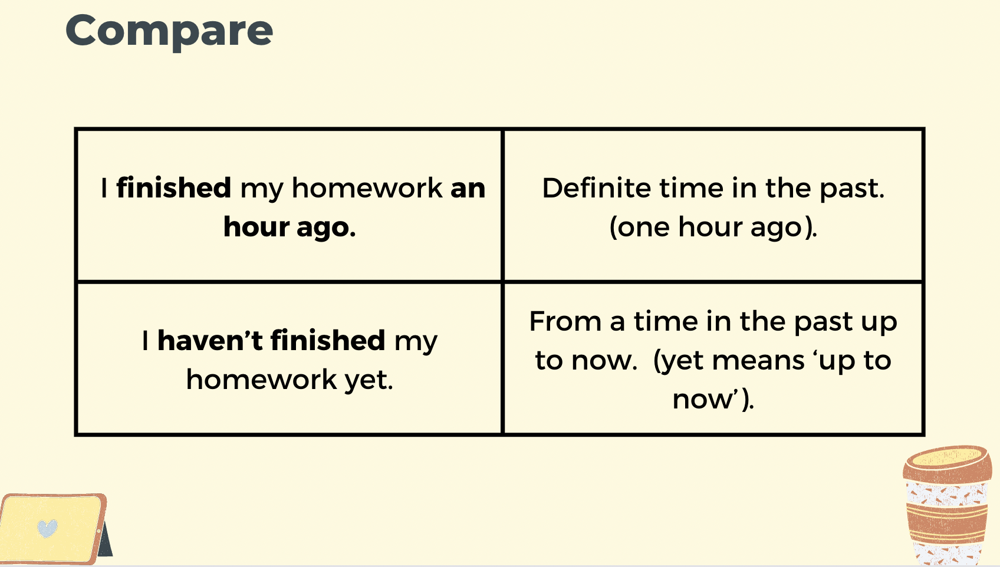 Compare
I finished my homework an
hour ago.
Definite time in the past.
(one hour ago).
I haven’t finished my
homework yet.
From a time in the past up
to now.  (yet means ‘up to
now’).